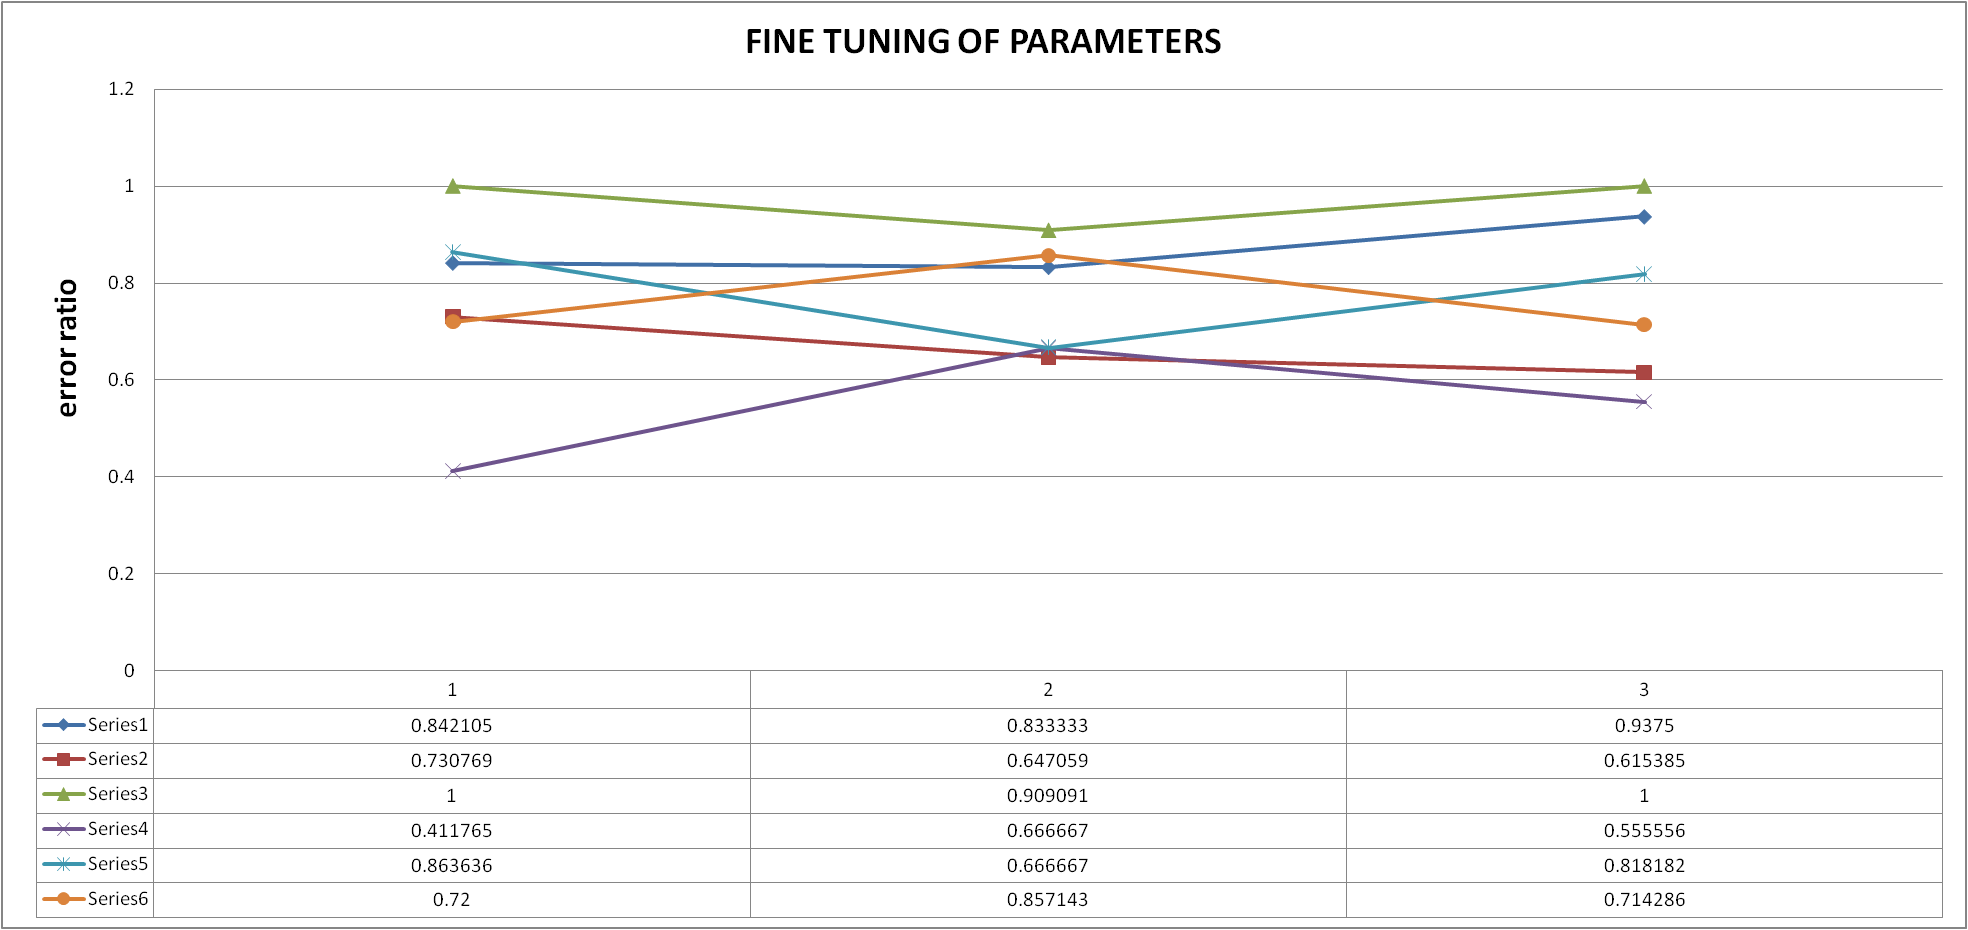 FINE TUNING OF PARAMETERS
error ratio
1.2
1
0.8
0.6
0.4
0.2
0
1 2 3
Series1 0.842105 0.833333 0.9375
Series2 0.730769 0.647059 0.615385
Series3 1 0.909091 1
Series4 0.411765 0.666667 0.555556
Series5 0.863636 0.666667 0.818182
Series6 0.72 0.857143 0.714286